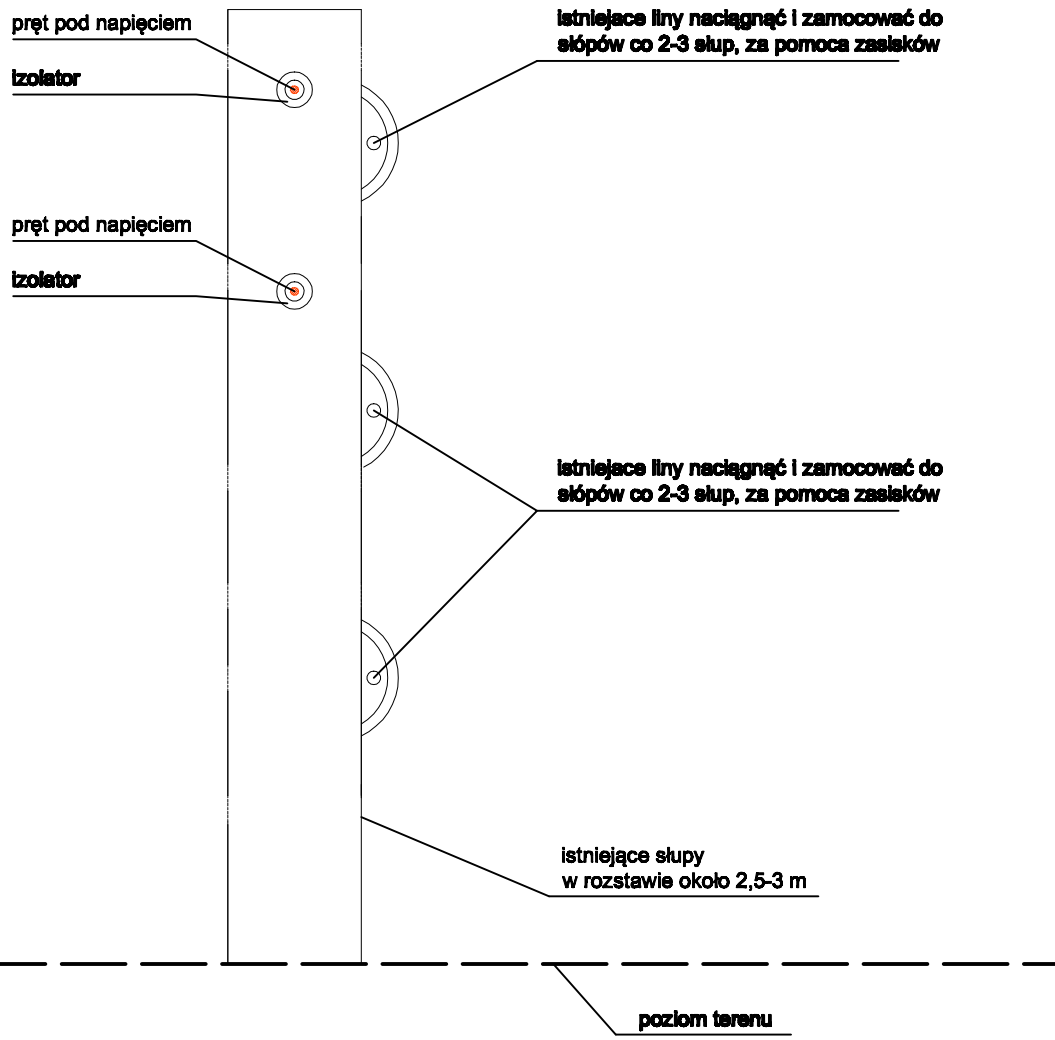 pręt pod napięciem
izolator
istniejace liny naciągnąć i zamocować do
słópów co 2-3 słup, za pomoca zasisków
pręt pod napięciem
izolator
istniejace liny naciągnąć i zamocować do
słópów co 2-3 słup, za pomoca zasisków
istniejące słupy
w rozstawie około 2,5-3 m
poziom terenu